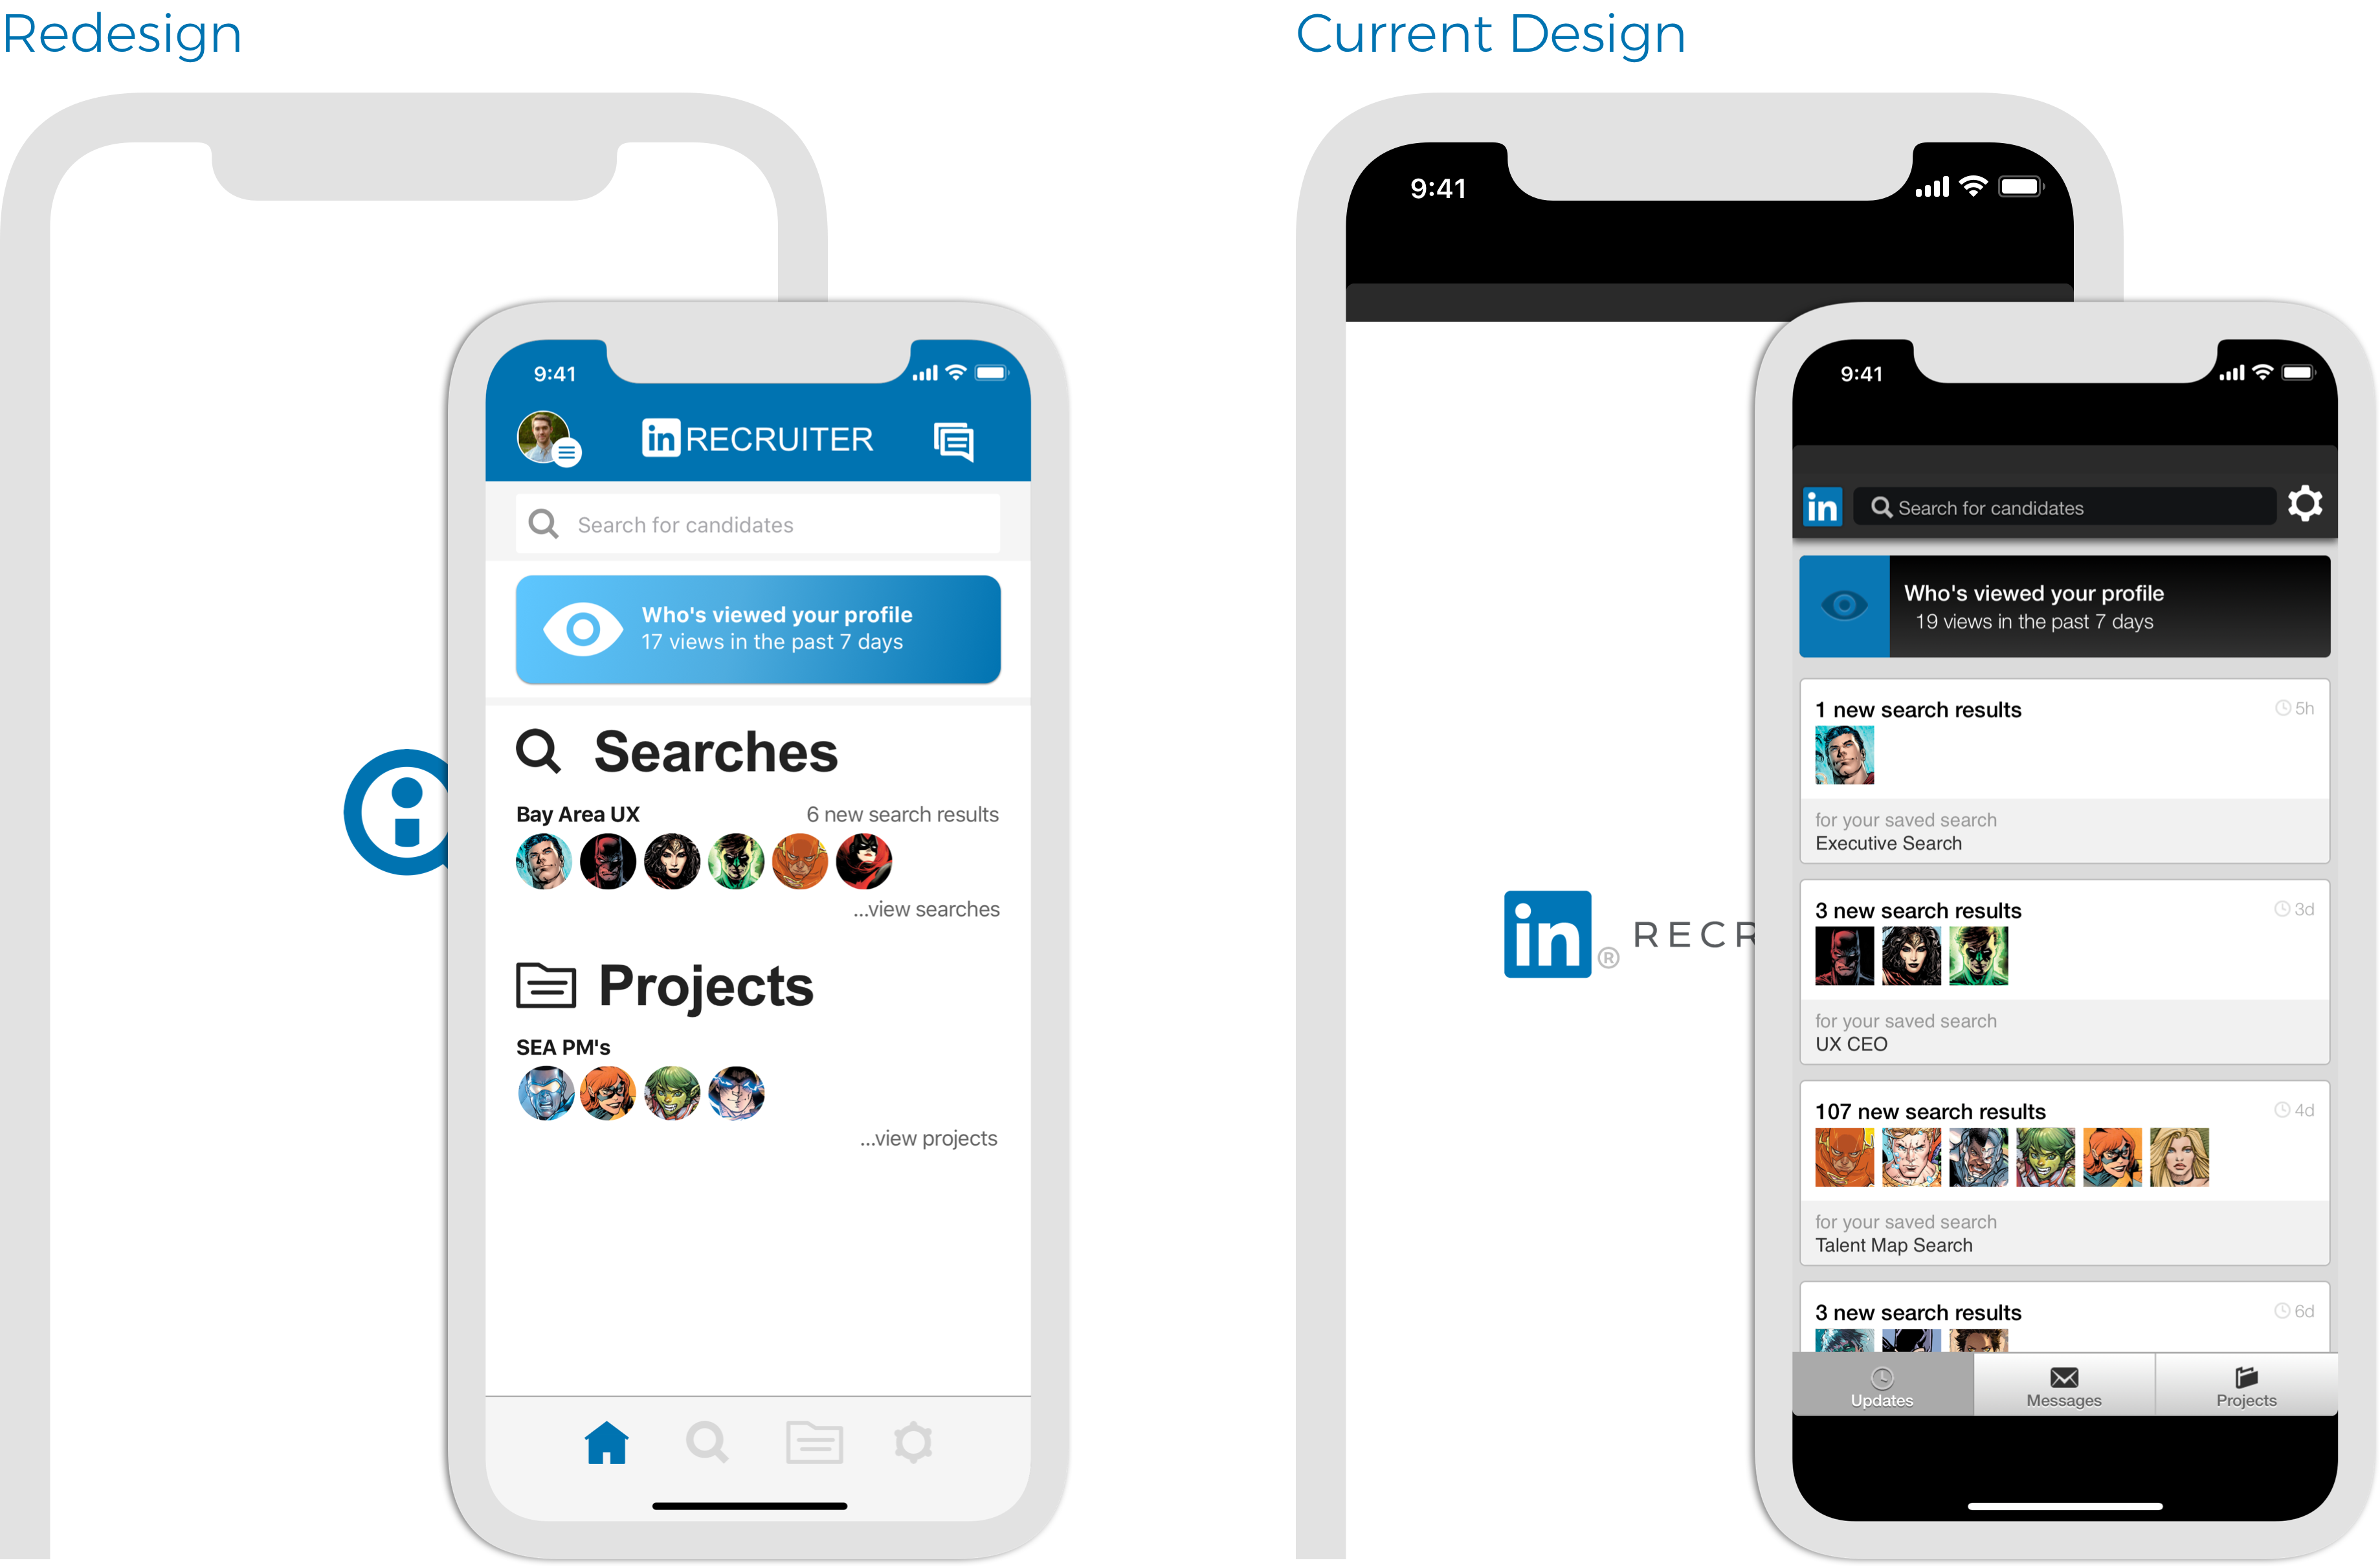 Redesign
Current Design
9:41
in RECRUITER
Search for candidates
Who's viewed your profile
17 views in the past 7 days
Searches
Bay Area UX
6 new search results
...view searches
Projects
SEA PM's
...view projects
i
9:41
in ® RECR
9:41
in
Search for candidates
Who's viewed your profile
19 views in the past 7 days
1 new search results
5h
for your saved search
Executive Search
3 new search results
3d
for your saved search
UX CEO
107 new search results
4d
for your saved search
Talent Map Search
3 new search results
6d
Updates
Messages
Projects